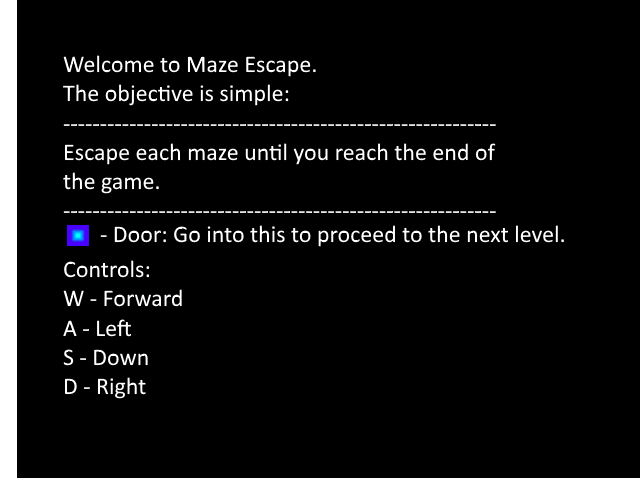 Welcome to Maze Escape.
The objective is simple:
-----------------------------------------------------------
Escape each maze until you reach the end of
the game.
-----------------------------------------------------------
- Door: Go into this to proceed to the next level.
Controls:
W - Forward
A - Left
S - Down
D - Right